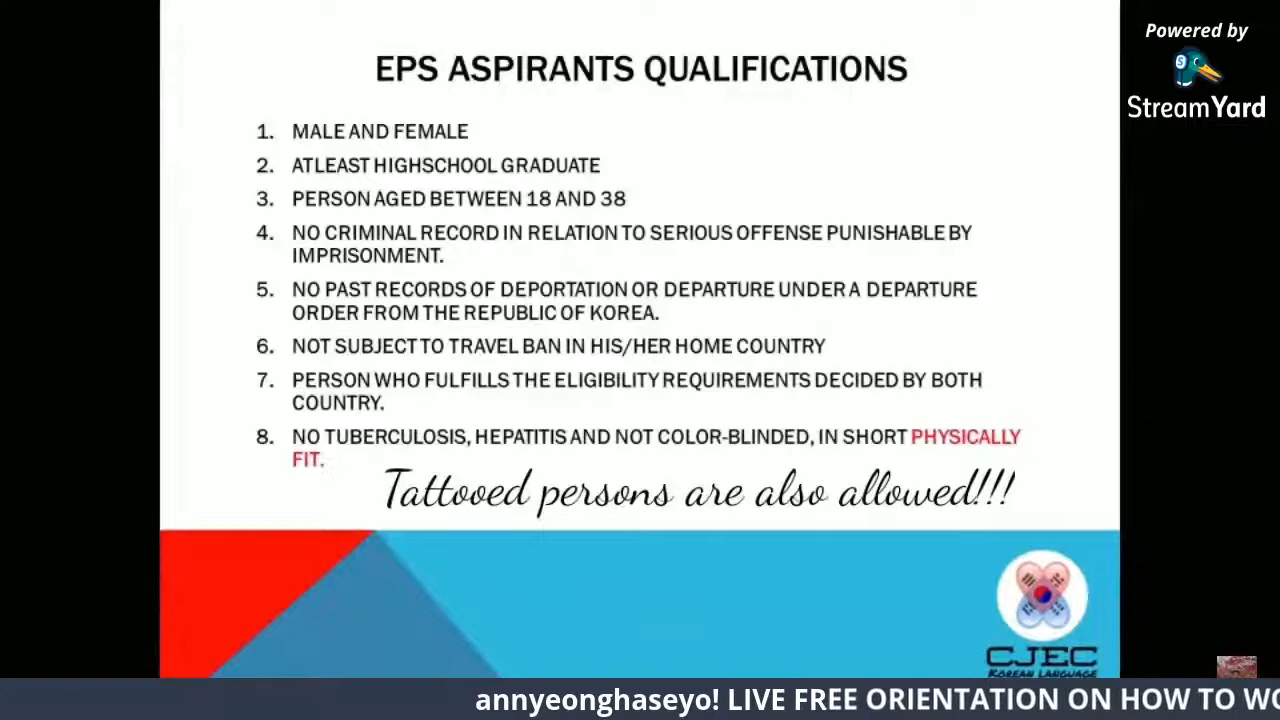 Powered by
StreamYard
EPS ASPIRANTS QUALIFICATIONS
1. MALE AND FEMALE
2. ATLEAST HIGHSCHOOL GRADUATE
3. PERSON AGED BETWEEN 18 AND 38
4. NO CRIMINAL RECORD IN RELATION TO SERIOUS OFFENSE PUNISHABLE BY
IMPRISONMENT.
5. NO PAST RECORDS OF DEPORTATION OR DEPARTURE UNDER A DEPARTURE
ORDER FROM THE REPUBLIC OF KOREA.
6. NOT SUBJECT TO TRAVEL BAN IN HIS/HER HOME COUNTRY
7. PERSON WHO FULFILLS THE ELIGIBILITY REQUIREMENTS DECIDED BY BOTH
COUNTRY.
8. NO TUBERCULOSIS, HEPATITIS AND NOT COLOR-BLINDED, IN SHORT PHYSICALLY
FIT.
Tattooed persons are also allowed!!!
CJEC
KOREAN LANGUAGE
annyeonghaseyo! LIVE FREE ORIENTATION ON HOW TO WO